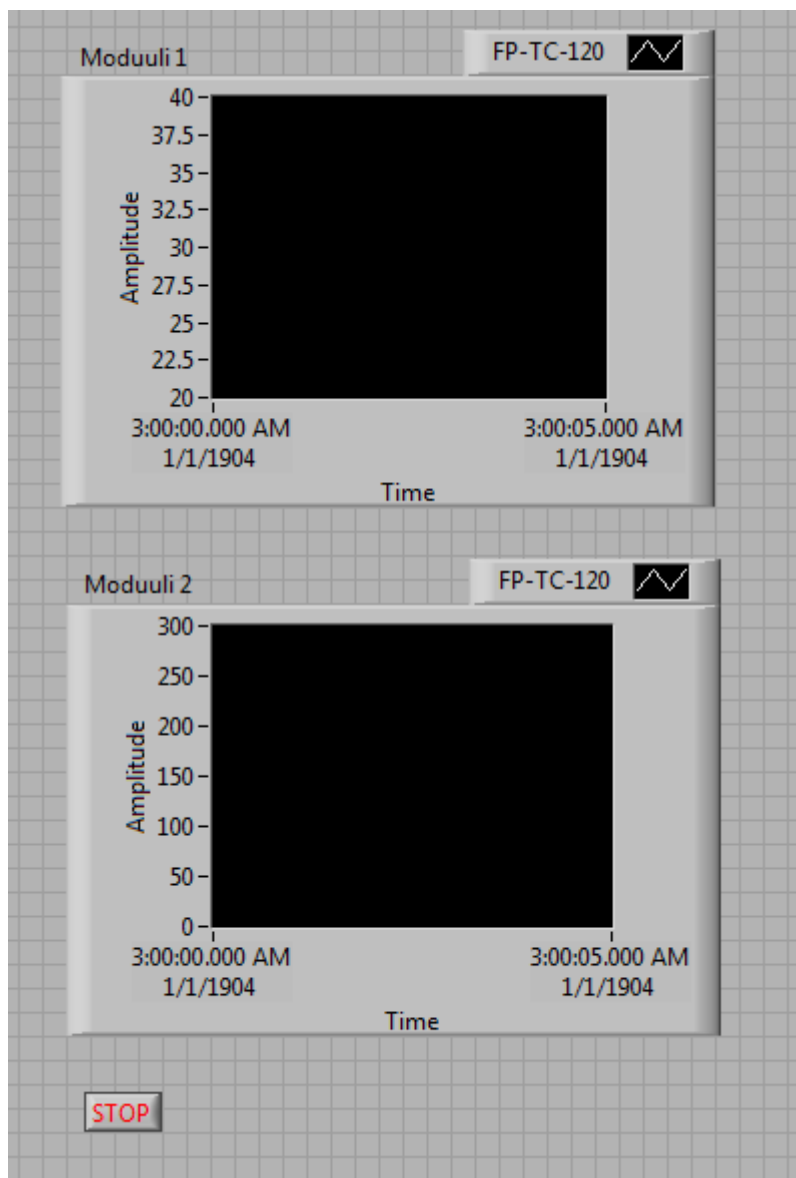 Moduuli 1
FP-TC-120
40
37.5
35
32.5
30
27.5
25
22.5
20
Amplitude
3:00:00.000 AM
1/1/1904
3:00:05.000 AM
1/1/1904
Time
Moduuli 2
FP-TC-120
300
250
200
150
100
50
0
Amplitude
3:00:00.000 AM
1/1/1904
3:00:05.000 AM
1/1/1904
Time
STOP